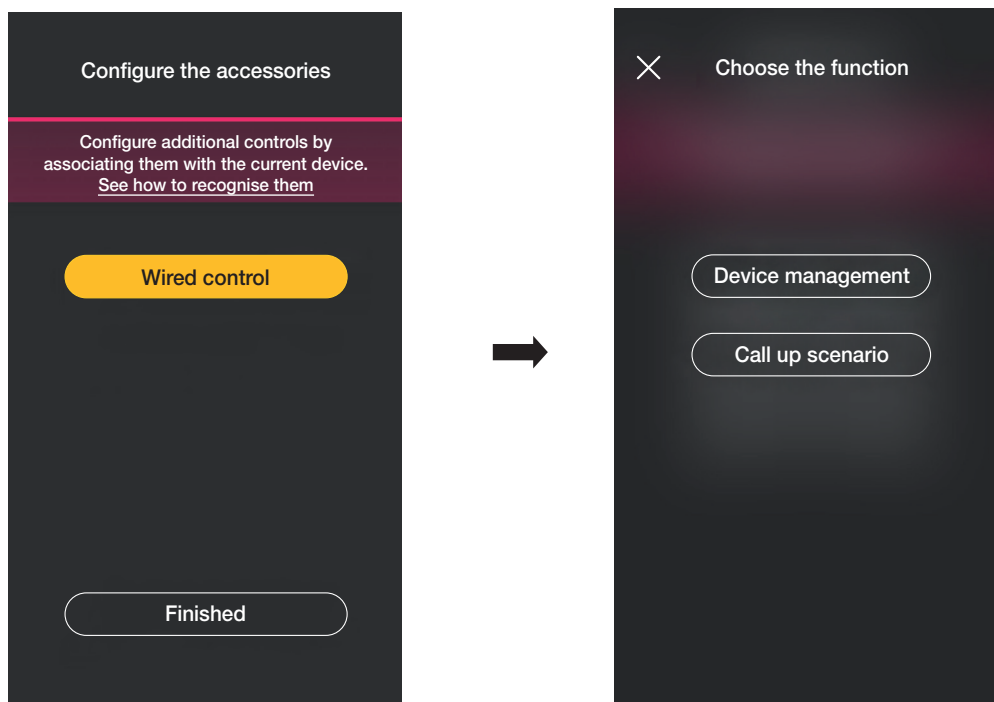 Configure the accessories
Configure additional controls by
associating them with the current device.
See how to recognise them
Wired control
Finished
Choose the function
Device management
Call up scenario